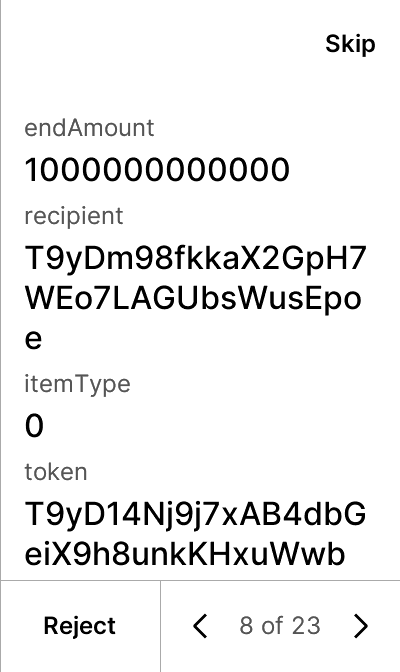 Skip
endAmount
1000000000000
recipient
T9yDm98fkkaX2GpH7
WEo7LAGUbsWusEpo
e
itemType
0
token
T9yD14Nj9j7xAB4dbG
eiX9h8unkKHxuWwb
Reject
8 of 23